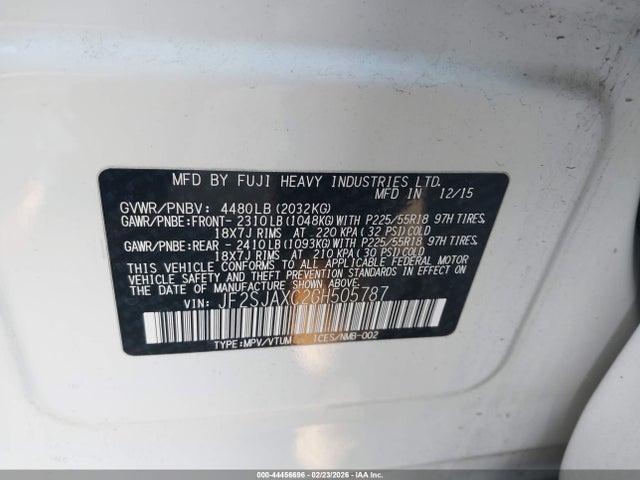 MFD BY FUJI HEAVY INDUSTRIES LTD.
MFD IN 12/15
GVWR/PNBV: 4480LB(2032KG)
GAWR/PNBE:FRONT-2310LB(1048KG)WITH P225/55R18 97H TIRES,
18X7J RIMS AT 220 KPA(32 PSI)COLD
GAWR/PNBE:REAR -2410LB(1093KG)WITH P225/55R18 97H TIRES,
18X7J RIMS AT 210 KPA(30 PSI)COLD
THIS VEHICLE CONFORMS TO ALL APPLICABLE FEDERAL MOTOR
VEHICLE SAFETY, BUMPER, AND THEFT PREVENTION STANDARDS IN EFFECT ON
THE DATE OF MANUFACTURE SHOWN ABOVE.
VIN: JF2SJAXC2GH505787
TYPE:MPV/VTUM ICES/NMB-002
000-44456696 - 02/23/2026 - COPYRIGHT IAA, LLC